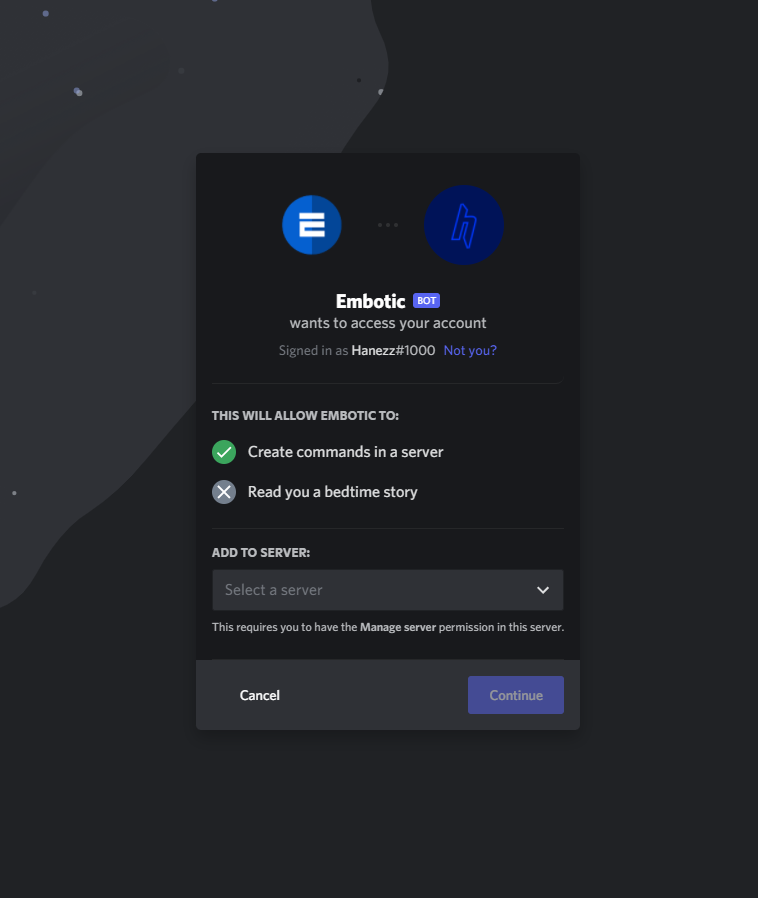 Embotic BOT
wants to access your account
Signed in as Hanezz#1000 Not you?
THIS WILL ALLOW EMBOTIC TO:
Create commands in a server
Read you a bedtime story
ADD TO SERVER:
Select a server
This requires you to have the Manage server permission in this server.
Cancel
Continue